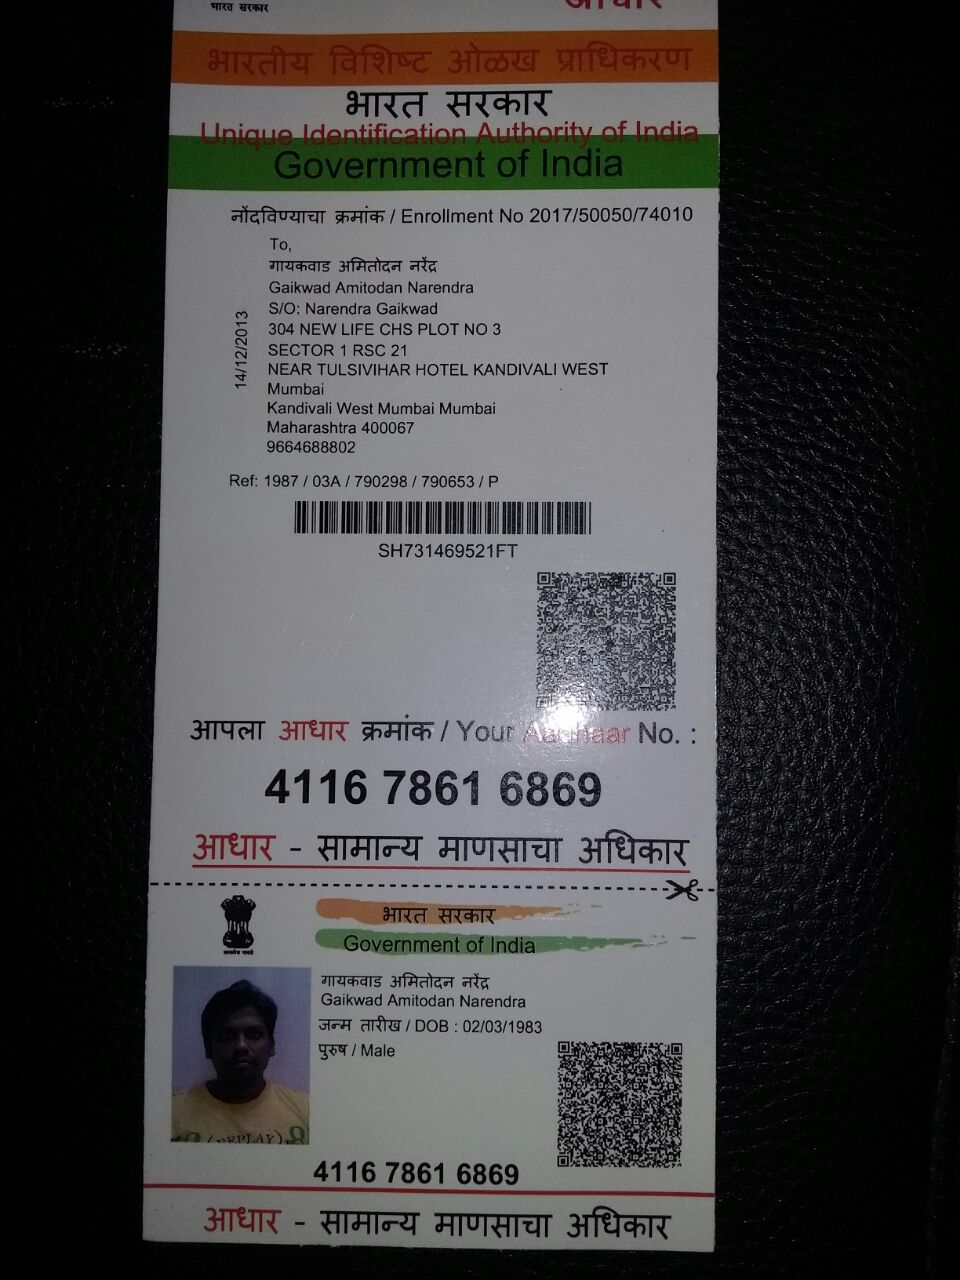 भारत सरकार
आधार
भारतीय विशिष्ट ओळख प्राधिकरण
भारत सरकार
Unique Identification Authority of India
Government of India
नोंदविण्याचा क्रमांक / Enrollment No 2017/50050/74010
To,
गायकवाड अमितोदन नरेंद्र
Gaikwad Amitodan Narendra
S/O: Narendra Gaikwad
304 NEW LIFE CHS PLOT NO 3
SECTOR 1 RSC 21
NEAR TULSIVIHAR HOTEL KANDIVALI WEST
Mumbai
Kandivali West Mumbai Mumbai
Maharashtra 400067
9664688802
14/12/2013
Ref: 1987 / 03A / 790298 / 790653 / P
SH731469521FT
आपला आधार क्रमांक / Your Aadhaar No. :
4116 7861 6869
आधार - सामान्य माणसाचा अधिकार
भारत सरकार
Government of India
गायकवाड अमितोदन नरेंद्र
Gaikwad Amitodan Narendra
जन्म तारीख / DOB : 02/03/1983
पुरुष / Male
(REPLAY)
4116 7861 6869
आधार - सामान्य माणसाचा अधिकार